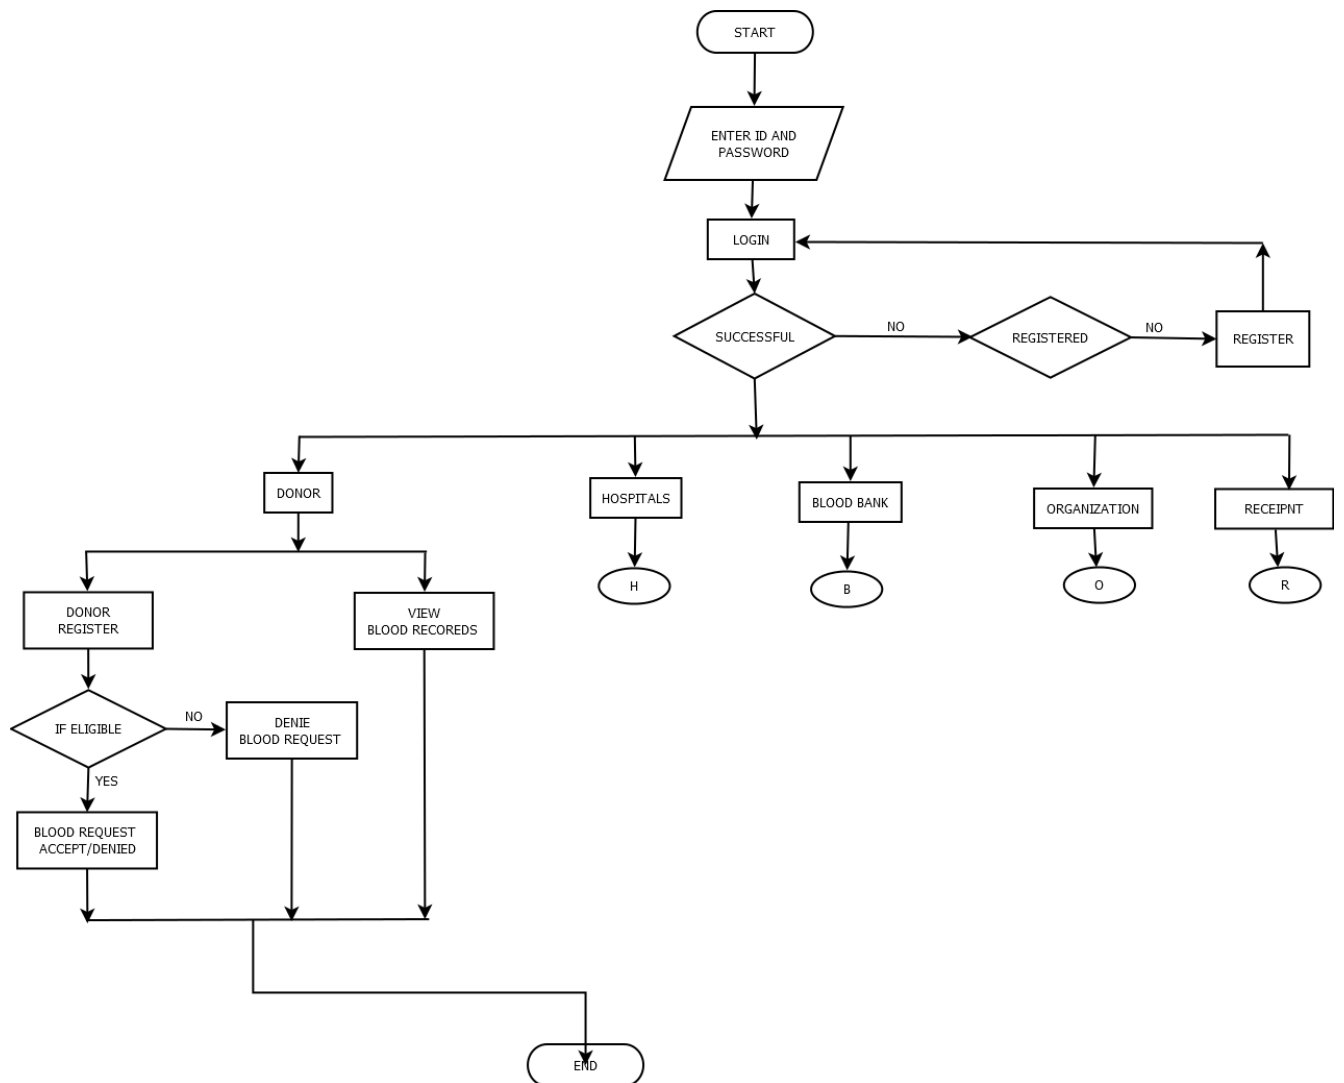 START
ENTER ID AND
PASSWORD
LOGIN
SUCCESSFUL
NO
REGISTERED
NO
REGISTER
DONOR
HOSPITALS
BLOOD BANK
ORGANIZATION
RECEIPNT
H
B
O
R
DONOR
REGISTER
VIEW
BLOOD RECOREDS
IF ELIGIBLE
NO
DENIE
BLOOD REQUEST
YES
BLOOD REQUEST
ACCEPT/DENIED
END